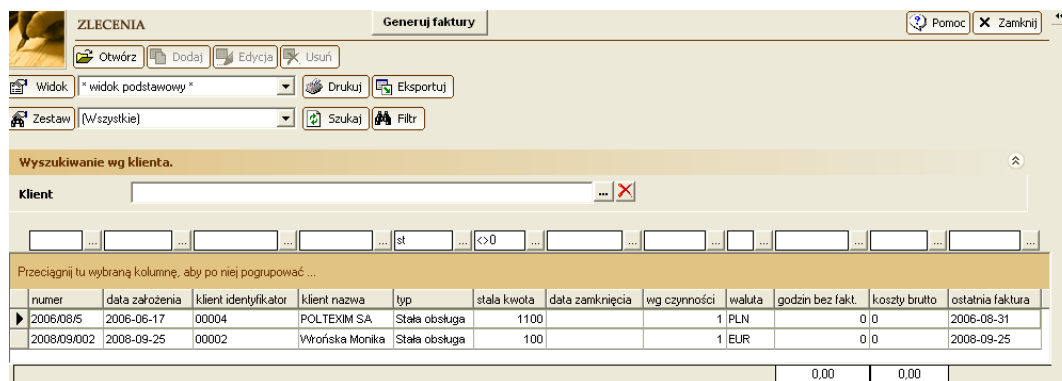 ZLECENIA Generuj faktury Pomoc Zamknij
Otwórz Dodaj Edycja Usuń
Widok * widok podstawowy * Drukuj Eksportuj
Zestaw (Wszystkie) Szukaj Filtr
Wyszukiwanie wg klienta.
Klient ...
... ... ... ... st ... <>0 ... ... ... ... ... ... ...
Przeciągnij tu wybraną kolumnę, aby po niej pogrupować ...
numer data założenia klient identyfikator klient nazwa typ stala kwota data zamknięcia wg czynności waluta godzin bez fakt. koszty brutto ostatnia faktura
2006/08/5 2006-06-17 00004 POLTEXIM SA Stała obsługa 1100 1 PLN 0 0 2006-08-31
2008/09/002 2008-09-25 00002 Wrońska Monika Stała obsługa 100 1 EUR 0 0 2008-09-25
0,00 0,00